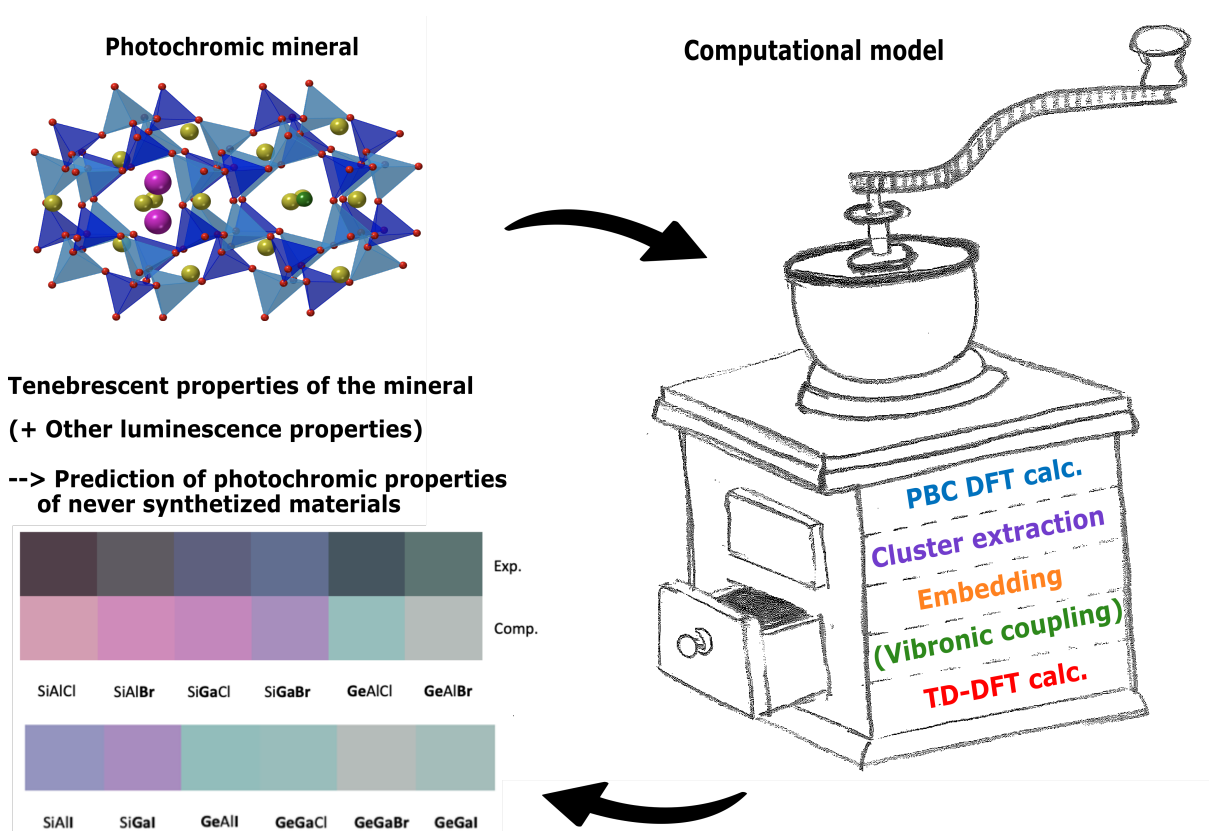 Photochromic mineral
Computational model
Tenebrescent properties of the mineral
(+ Other luminescence properties)
--> Prediction of photochromic properties
of never synthetized materials
Exp.
Comp.
SiAlCl SiAlBr SiGaCl SiGaBr GeAlCl GeAlBr
SiAlI SiGaI GeAlI GeGaCl GeGaBr GeGaI
PBC DFT calc.
Cluster extraction
Embedding
(Vibronic coupling)
TD-DFT calc.